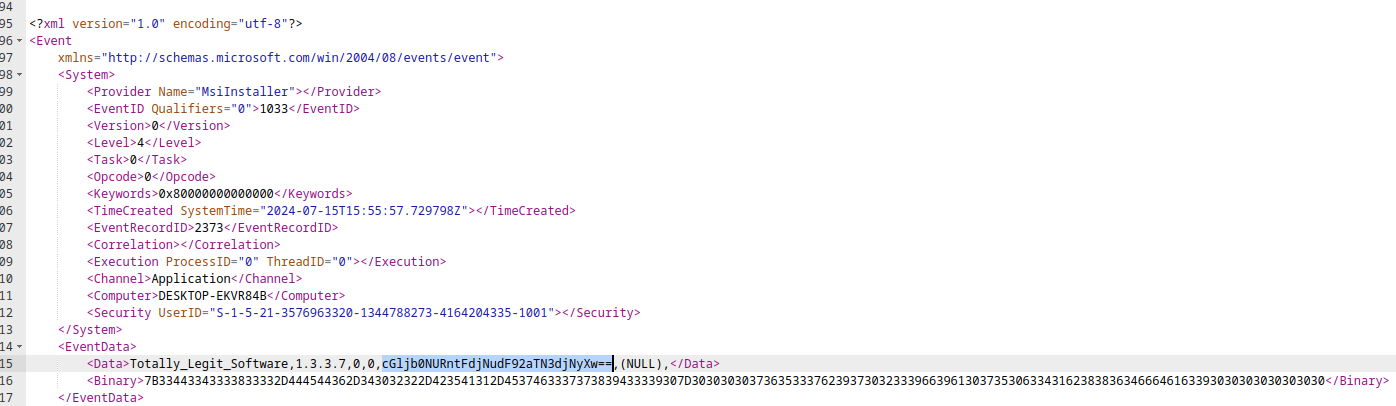 94
95 <?xml version="1.0" encoding="utf-8"?>
96 <Event
97 xmlns="http://schemas.microsoft.com/win/2004/08/events/event">
98 <System>
99 <Provider Name="MsiInstaller"></Provider>
00 <EventID Qualifiers="0">1033</EventID>
01 <Version>0</Version>
02 <Level>4</Level>
03 <Task>0</Task>
04 <Opcode>0</Opcode>
05 <Keywords>0x80000000000000</Keywords>
06 <TimeCreated SystemTime="2024-07-15T15:55:57.729798Z"></TimeCreated>
07 <EventRecordID>2373</EventRecordID>
08 <Correlation></Correlation>
09 <Execution ProcessID="0" ThreadID="0"></Execution>
10 <Channel>Application</Channel>
11 <Computer>DESKTOP-EKVR84B</Computer>
12 <Security UserID="S-1-5-21-3576963320-1344788273-4164204335-1001"></Security>
13 </System>
14 <EventData>
15 <Data>Totally_Legit_Software,1.3.3.7,0,0,cGljb0NURntFdjNudF92aTN3djNyXw==,(NULL),</Data>
16 <Binary>7B33443343333833332D444544362D343032322D423541312D4537463337373839433339307D3030303037363533376239373032333966396130373530633431623838363466646163393030303030303030</Binary>
17 </EventData>